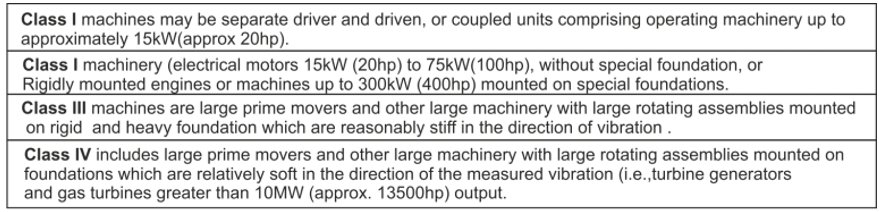 Class I machines may be separate driver and driven, or coupled units comprising operating machinery up to
approximately 15kW(approx 20hp).
Class I machinery (electrical motors 15kW (20hp) to 75kW(100hp), without special foundation, or
Rigidly mounted engines or machines up to 300kW (400hp) mounted on special foundations.
Class III machines are large prime movers and other large machinery with large rotating assemblies mounted
on rigid and heavy foundation which are reasonably stiff in the direction of vibration .
Class IV includes large prime movers and other large machinery with large rotating assemblies mounted on
foundations which are relatively soft in the direction of the measured vibration (i.e.,turbine generators
and gas turbines greater than 10MW (approx. 13500hp) output.